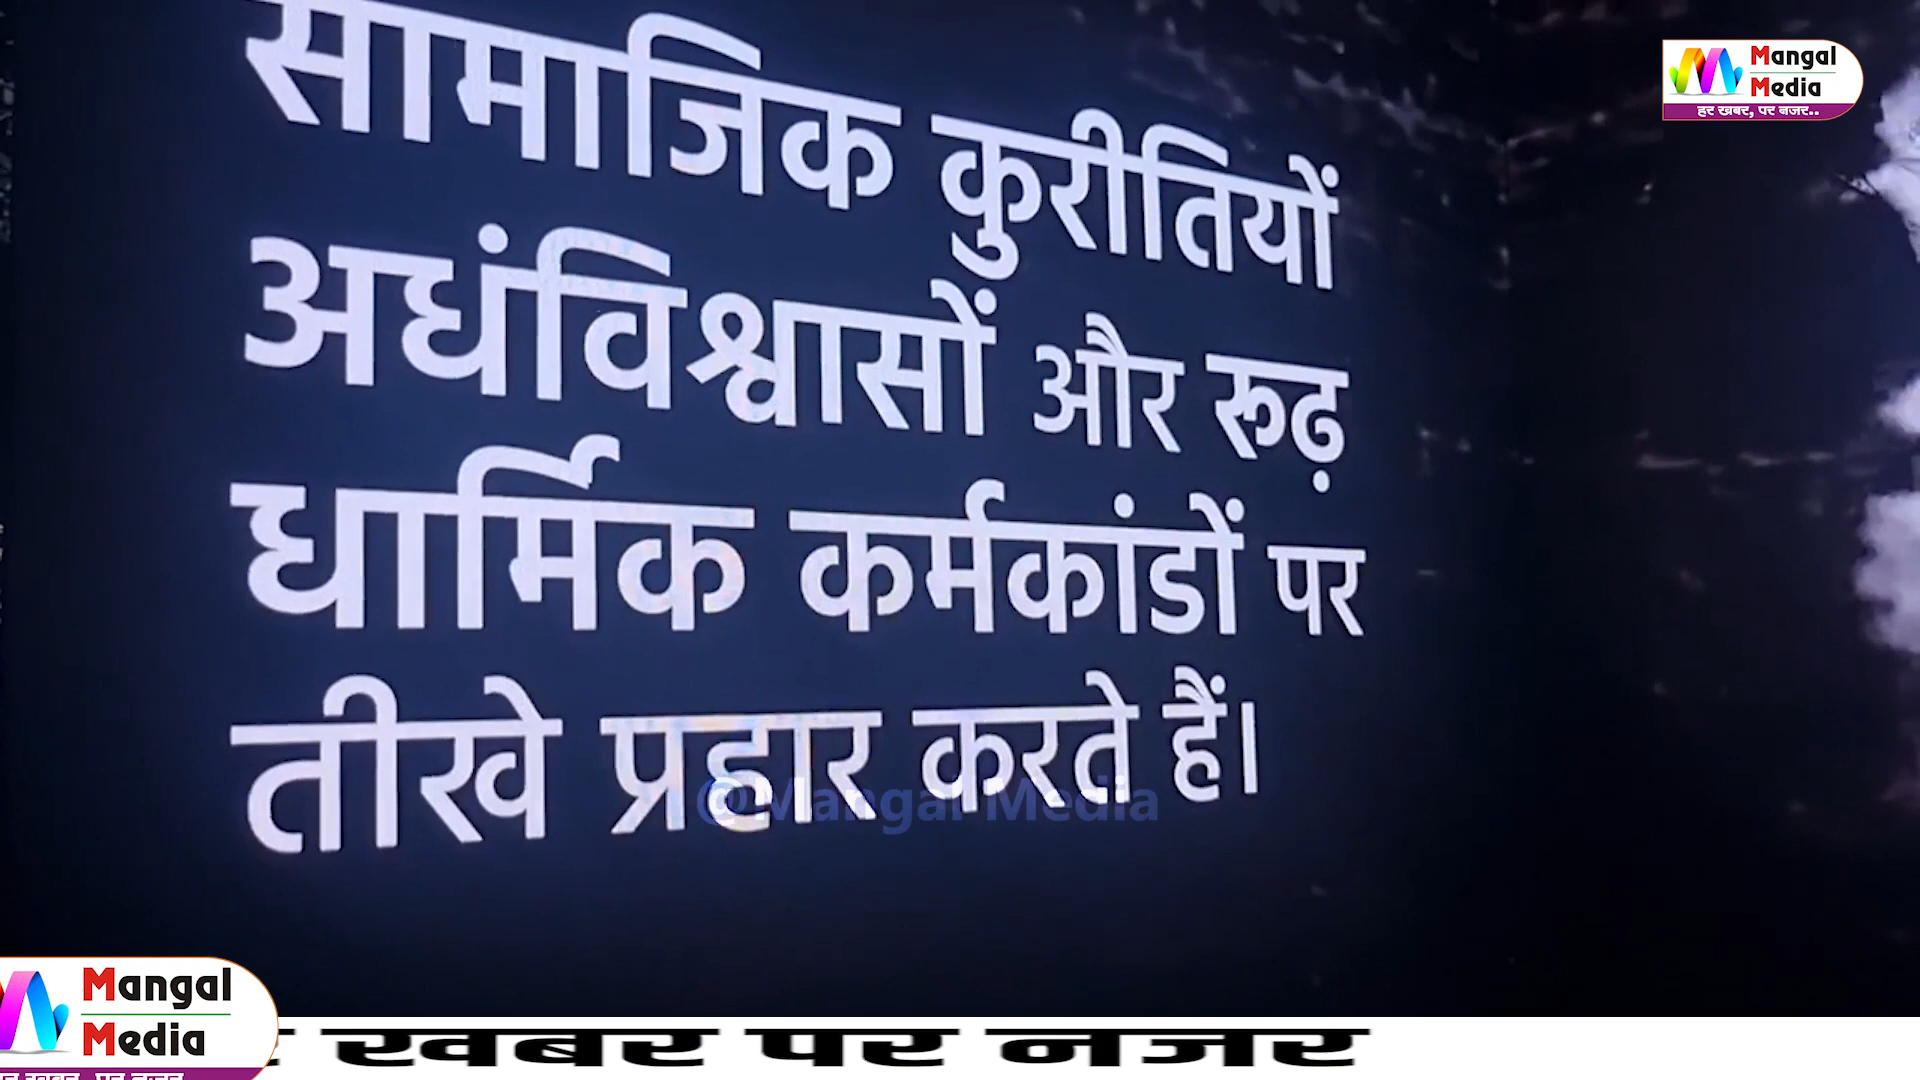 सामाजिक कुरीतियों
अधंविश्वासों और रूढ़
धार्मिक कर्मकांडों पर
तीखे प्रहार करते हैं।
@Mangal Media
Mangal
Media
हर खबर, पर नजर..
Mangal
Media
खबर पर नजर